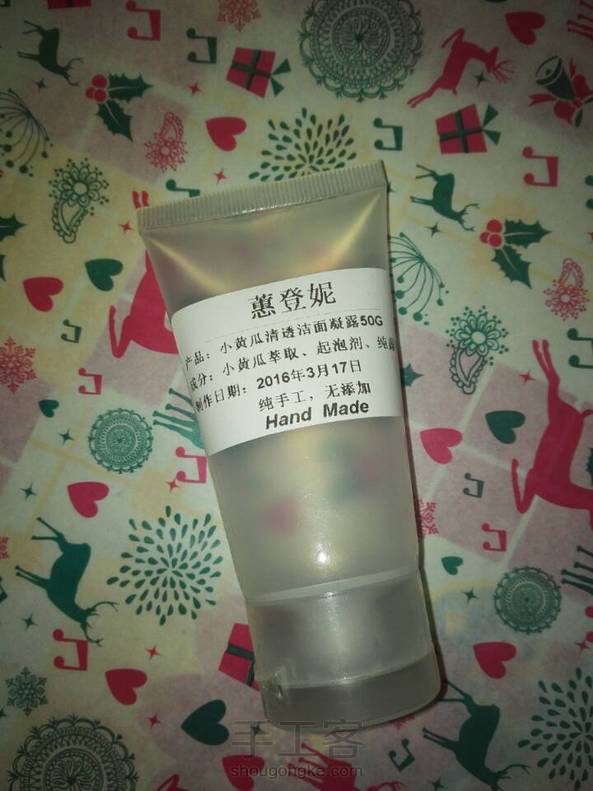 蕙登妮
产品：小黄瓜清透洁面凝露50G
成分：小黄瓜萃取、起泡剂、纯
制作日期：2016年3月17日
纯手工，无添加
Hand Made
手工客
shougongke.com